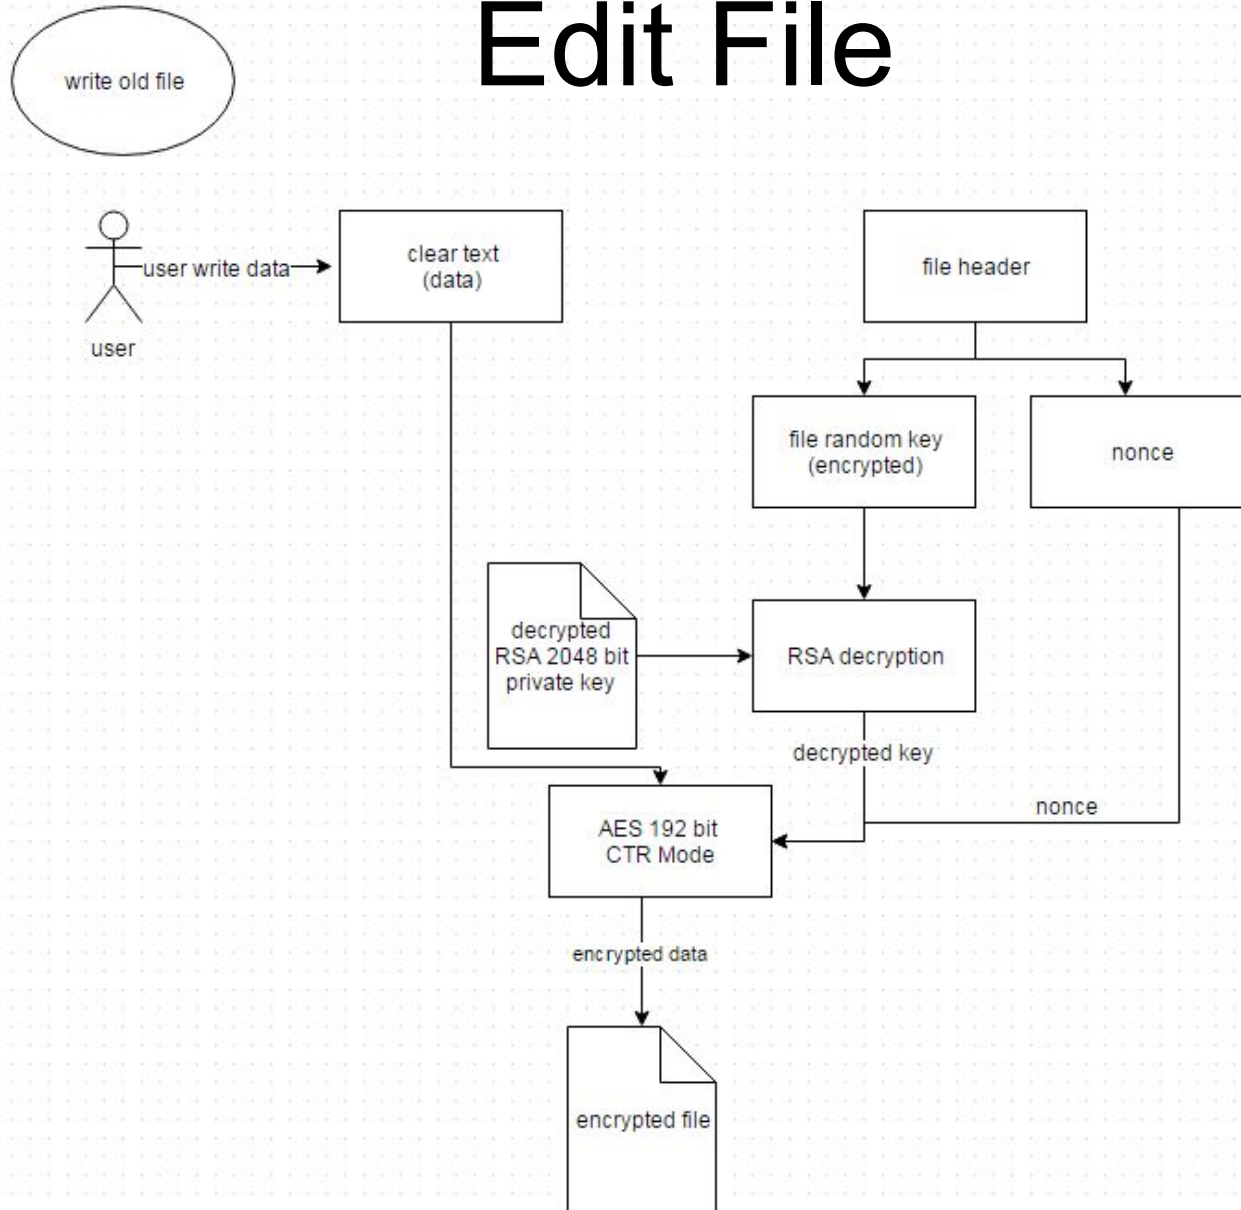 Edit File
write old file
user write data
user
clear text
(data)
file header
file random key
(encrypted)
nonce
decrypted
RSA 2048 bit
private key
RSA decryption
decrypted key
nonce
AES 192 bit
CTR Mode
encrypted data
encrypted file